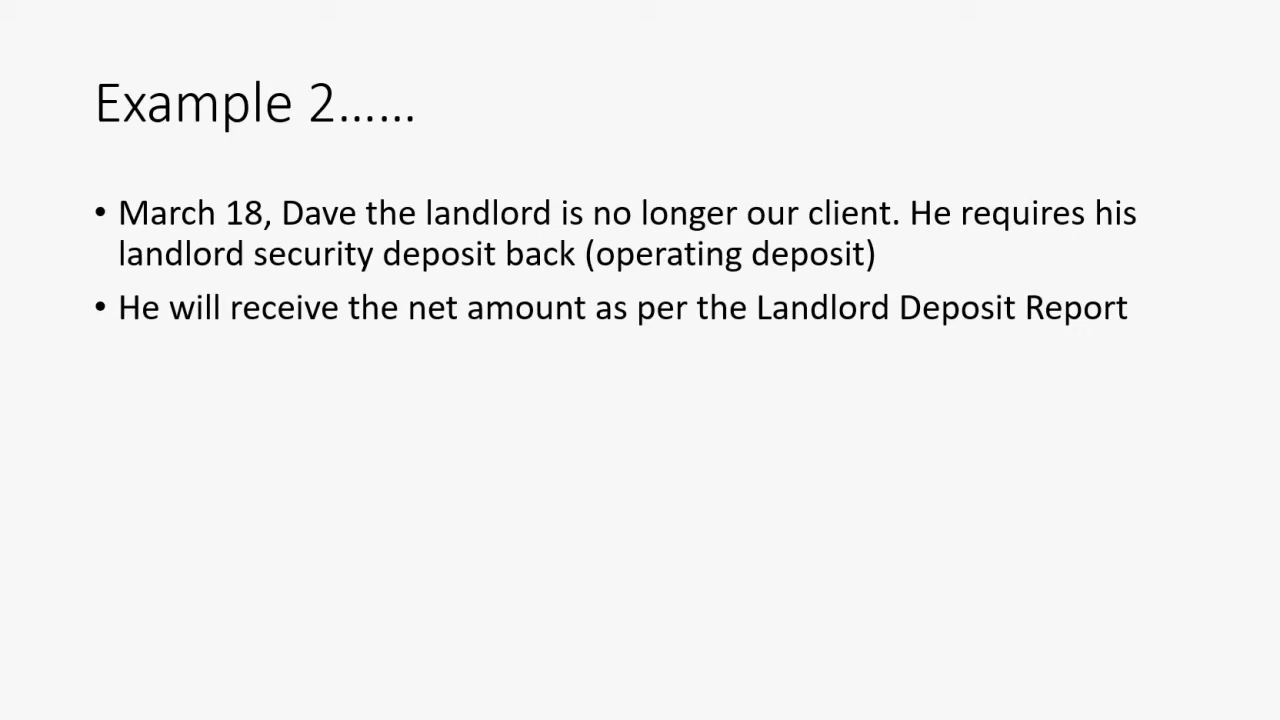 Example 2......
• March 18, Dave the landlord is no longer our client. He requires his
landlord security deposit back (operating deposit)
• He will receive the net amount as per the Landlord Deposit Report